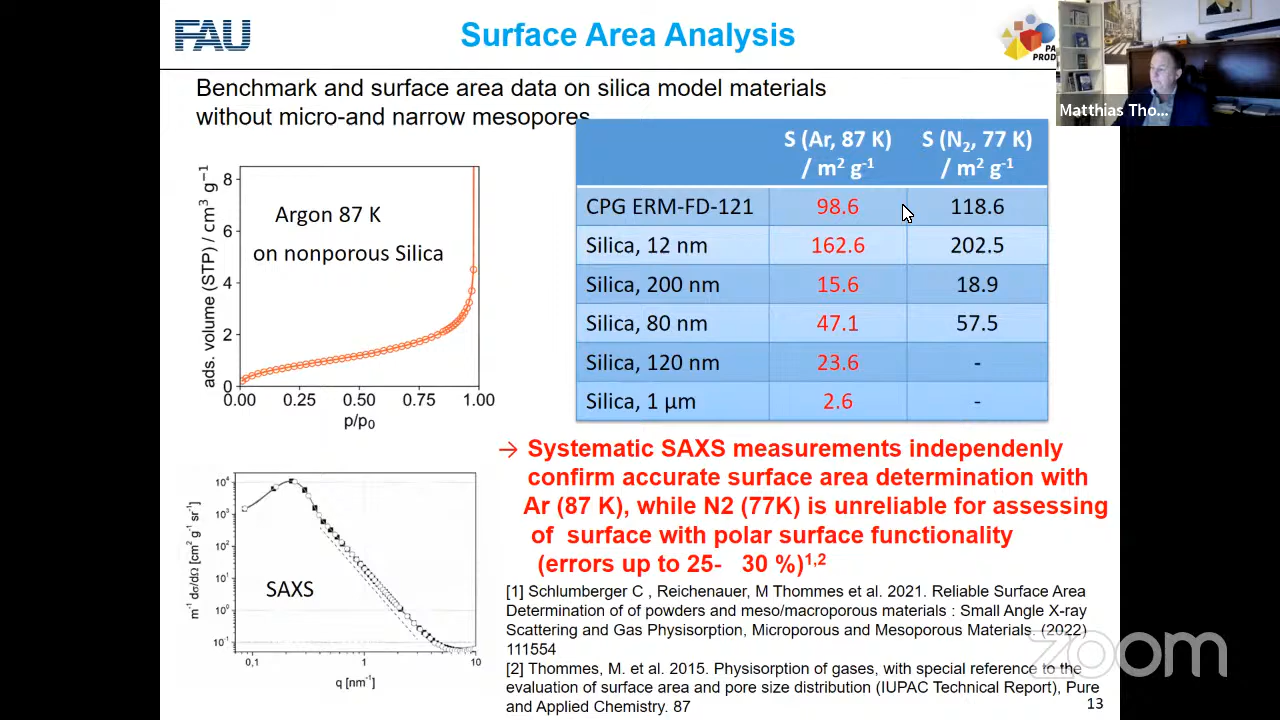 FAU
Surface Area Analysis
PA
PROD
Matthias Tho...
Benchmark and surface area data on silica model materials
without micro-and narrow mesopores
S (Ar, 87 K) / m² g⁻¹
S (N₂, 77 K) / m² g⁻¹
CPG ERM-FD-121 98.6 118.6
Silica, 12 nm 162.6 202.5
Silica, 200 nm 15.6 18.9
Silica, 80 nm 47.1 57.5
Silica, 120 nm 23.6 -
Silica, 1 µm 2.6 -
ads. volume (STP) / cm³ g⁻¹
8
6
4
2
0
Argon 87 K
on nonporous Silica
0.00 0.25 0.50 0.75 1.00
p/p₀
→ Systematic SAXS measurements independenly
confirm accurate surface area determination with
Ar (87 K), while N2 (77K) is unreliable for assessing
of surface with polar surface functionality
(errors up to 25- 30 %)¹,²
m⁻¹ dσ/dΩ [cm² g⁻¹ sr⁻¹]
10⁴
10³
10²
10¹
10⁰
10⁻¹
SAXS
0,1 1 10
q [nm⁻¹]
[1] Schlumberger C , Reichenauer, M Thommes et al. 2021. Reliable Surface Area
Determination of of powders and meso/macroporous materials : Small Angle X-ray
Scattering and Gas Physisorption, Microporous and Mesoporous Materials. (2022)
111554
[2] Thommes, M. et al. 2015. Physisorption of gases, with special reference to the
evaluation of surface area and pore size distribution (IUPAC Technical Report), Pure
and Applied Chemistry. 87
zoom
13